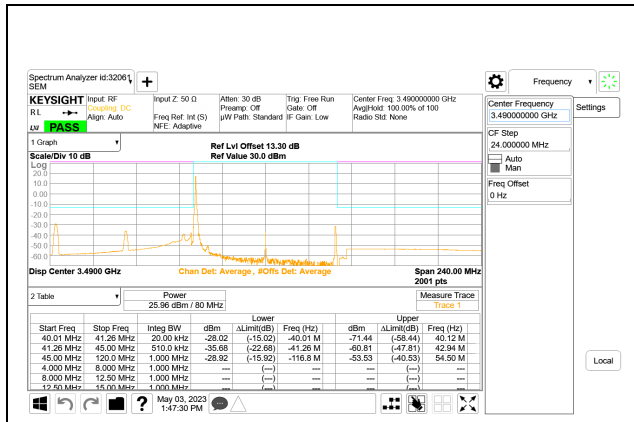 Spectrum Analyzer id:32061
SEM
Frequency
KEYSIGHT
Input: RF
Input Z: 50 Ω
Atten: 30 dB
Trig: Free Run
Center Freq: 3.490000000 GHz
RL
Coupling: DC
Preamp: Off
Gate: Off
Avg|Hold: 100.00% of 100
Align: Auto
Freq Ref: Int (S)
µW Path: Standard
IF Gain: Low
Radio Std: None
LXI
PASS
NFE: Adaptive
Center Frequency
3.490000000 GHz
Settings
CF Step
24.000000 MHz
Auto
Man
Freq Offset
0 Hz
Local
1 Graph
Ref Lvl Offset 13.30 dB
Scale/Div 10 dB
Ref Value 30.0 dBm
Log
20.0
10.0
0.00
-10.0
-20.0
-30.0
-40.0
-50.0
-60.0
Disp Center 3.4900 GHz
Chan Det: Average, #Offs Det: Average
Span 240.00 MHz
2001 pts
2 Table
Power
25.96 dBm / 80 MHz
Measure Trace
Trace 1
Lower Upper
Start Freq Stop Freq Integ BW dBm ΔLimit(dB) Freq (Hz) dBm ΔLimit(dB) Freq (Hz)
40.01 MHz 41.26 MHz 20.00 kHz -28.02 (-15.02) -40.01 M -71.44 (-58.44) 40.12 M
41.26 MHz 45.00 MHz 510.0 kHz -35.68 (-22.68) -41.26 M -60.81 (-47.81) 42.94 M
45.00 MHz 120.0 MHz 1.000 MHz -28.92 (-15.92) -116.8 M -53.53 (-40.53) 54.50 M
4.000 MHz 8.000 MHz 1.000 MHz --- (---) --- --- (---) ---
8.000 MHz 12.50 MHz 1.000 MHz --- (---) --- --- (---) ---
12.50 MHz 15.00 MHz 1.000 MHz --- (---) --- --- (---) ---
?
May 03, 2023
1:47:30 PM